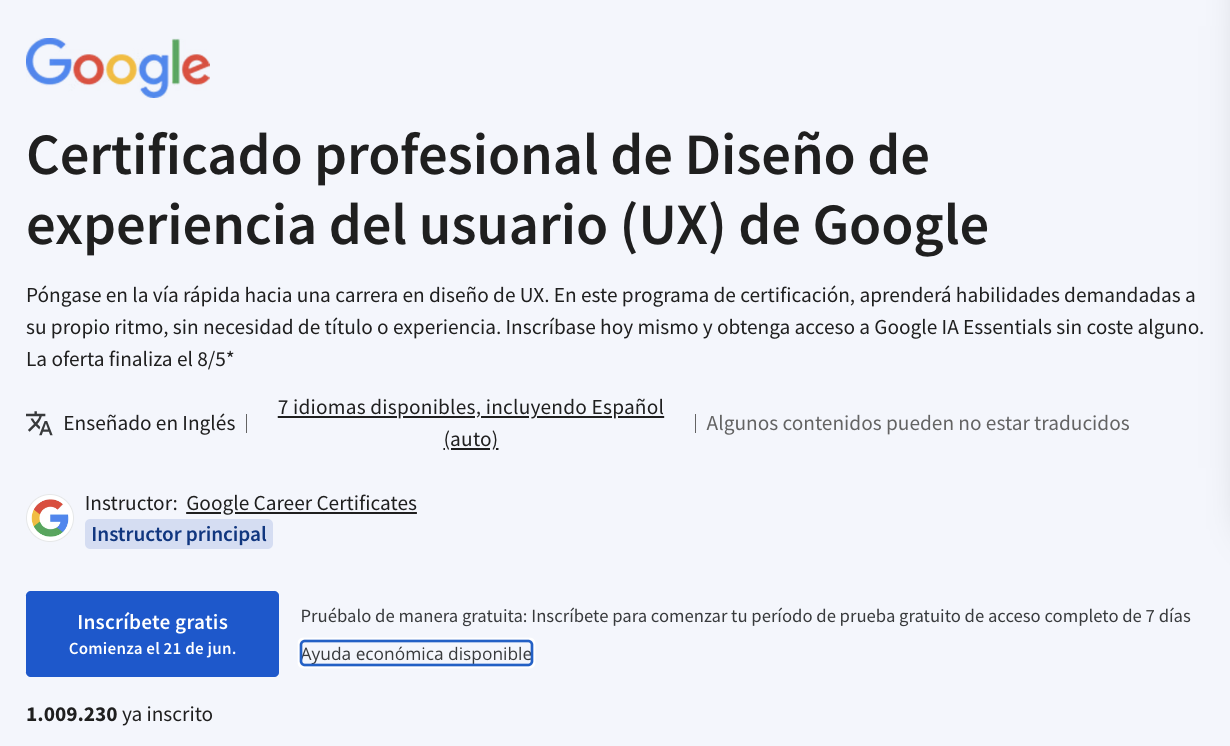 Google
Certificado profesional de Diseño de
experiencia del usuario (UX) de Google
Póngase en la vía rápida hacia una carrera en diseño de UX. En este programa de certificación, aprenderá habilidades demandadas a
su propio ritmo, sin necesidad de título o experiencia. Inscríbase hoy mismo y obtenga acceso a Google IA Essentials sin coste alguno.
La oferta finaliza el 8/5*
Enseñado en Inglés | 7 idiomas disponibles, incluyendo Español
(auto) | Algunos contenidos pueden no estar traducidos
Instructor: Google Career Certificates
Instructor principal
Inscríbete gratis
Comienza el 21 de jun.
Pruébalo de manera gratuita: Inscríbete para comenzar tu período de prueba gratuito de acceso completo de 7 días
Ayuda económica disponible
1.009.230 ya inscrito